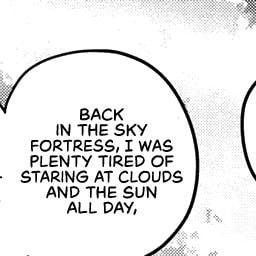 BACK
IN THE SKY
FORTRESS, I WAS
PLENTY TIRED OF
STARING AT CLOUDS
AND THE SUN
ALL DAY,